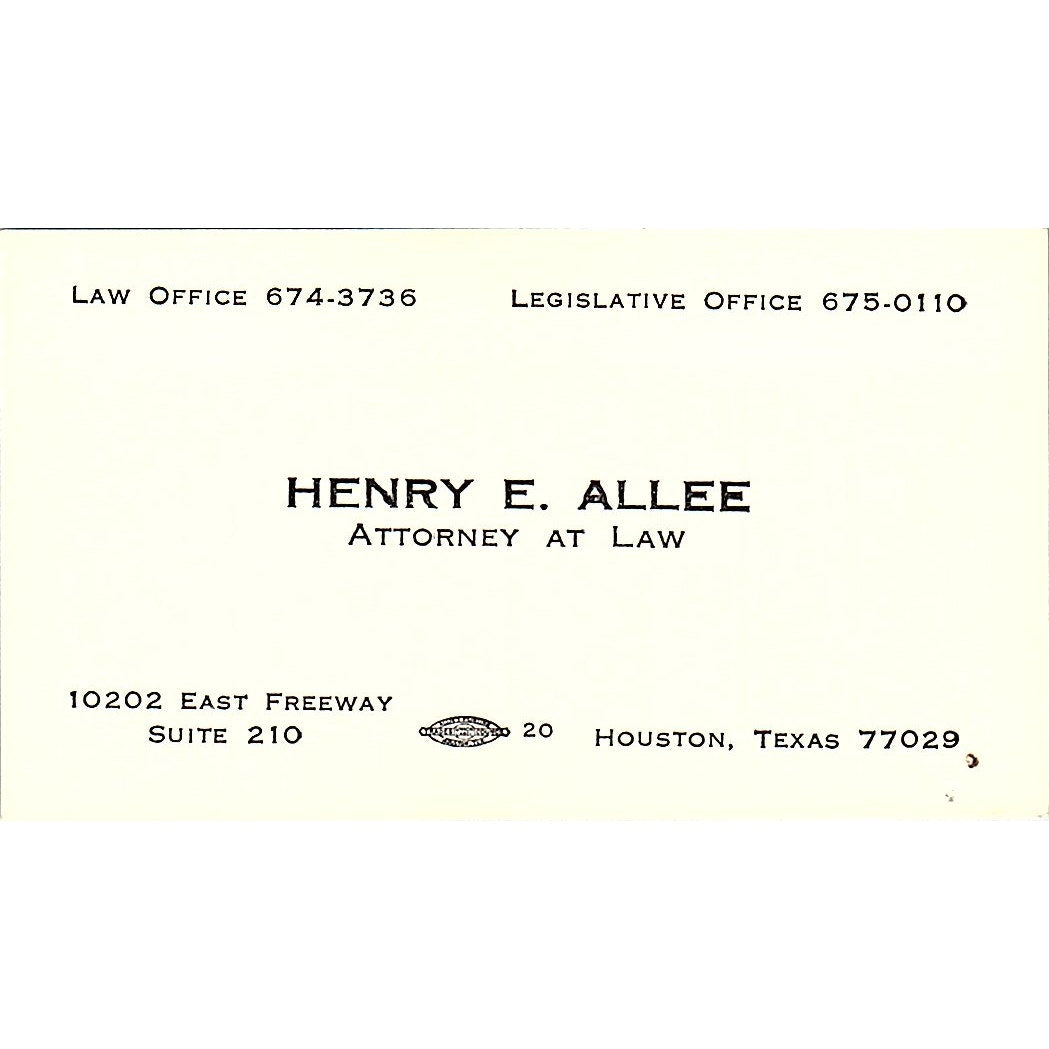 LAW OFFICE 674-3736
LEGISLATIVE OFFICE 675-0110
HENRY E. ALLEE
ATTORNEY AT LAW
10202 EAST FREEWAY
SUITE 210
20
HOUSTON, TEXAS 77029